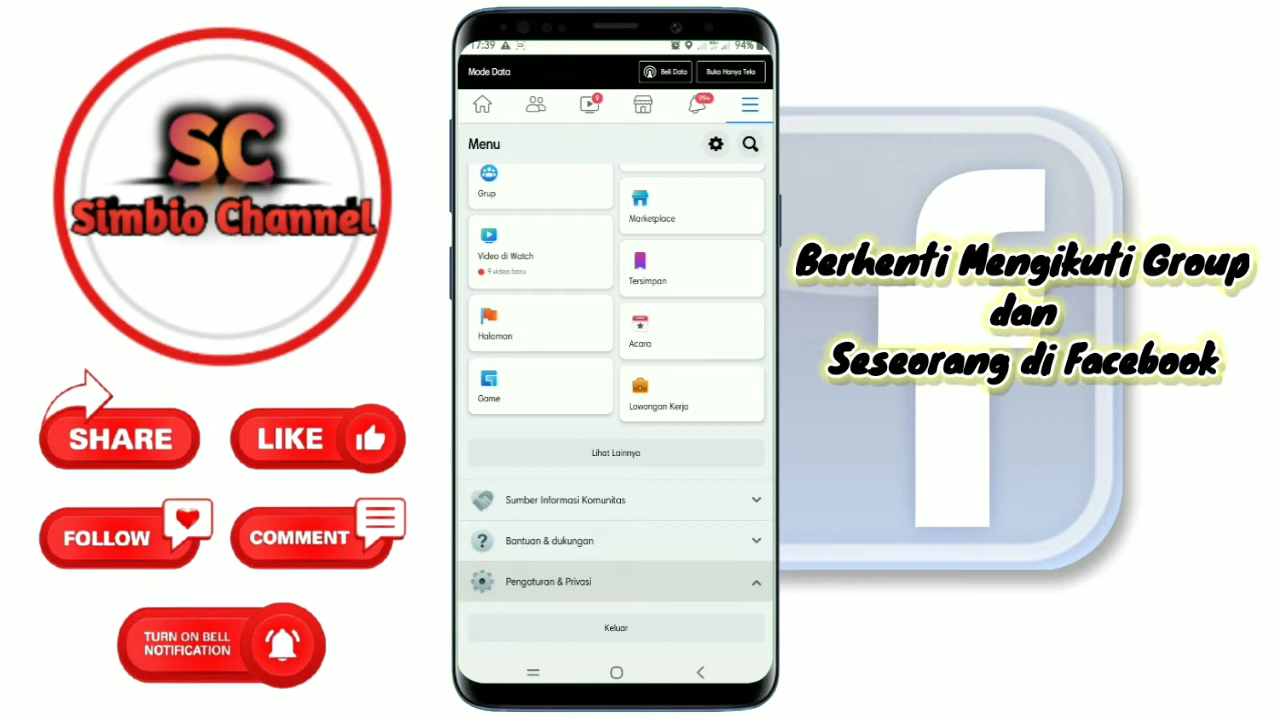 SC
Simbio Channel
SHARE
LIKE
FOLLOW
COMMENT
TURN ON BELL
NOTIFICATION
17:39
94%
Mode Data
Beli Data
Buka Hanya Teks
9
99+
Menu
Grup
Marketplace
Video di Watch
9 video baru
Tersimpan
Halaman
Acara
Game
Lowongan Kerja
Lihat Lainnya
Sumber Informasi Komunitas
Bantuan & dukungan
Pengaturan & Privasi
Keluar
Berhenti Mengikuti Group
dan
Seseorang di Facebook